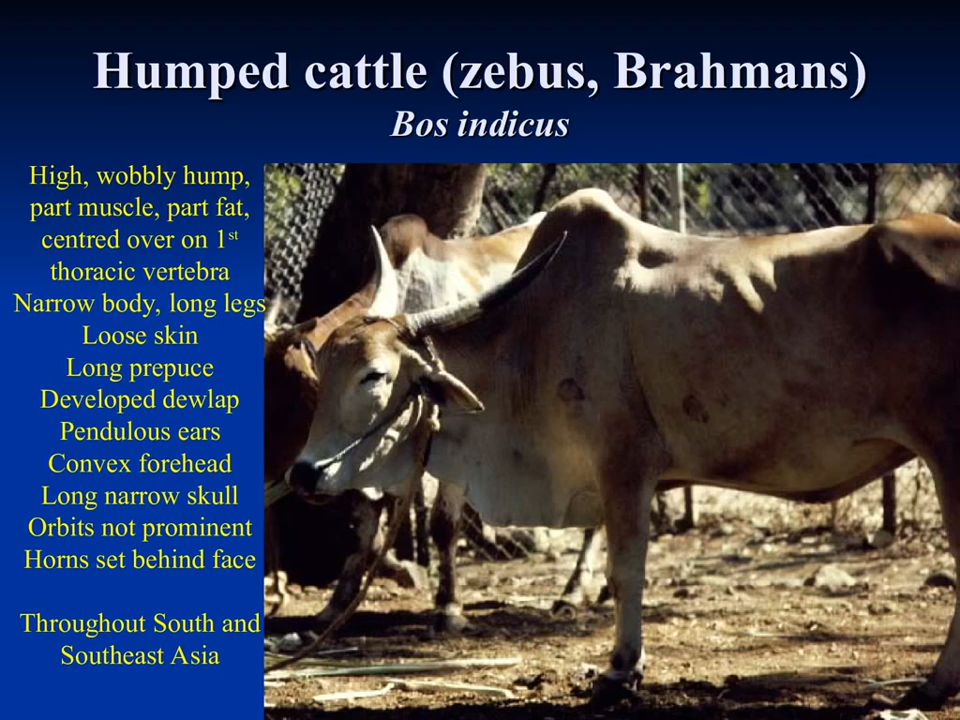 Humped cattle (zebus, Brahmans)
Bos indicus
High, wobbly hump,
part muscle, part fat,
centred over on 1st
thoracic vertebra
Narrow body, long legs
Loose skin
Long prepuce
Developed dewlap
Pendulous ears
Convex forehead
Long narrow skull
Orbits not prominent
Horns set behind face
Throughout South and
Southeast Asia